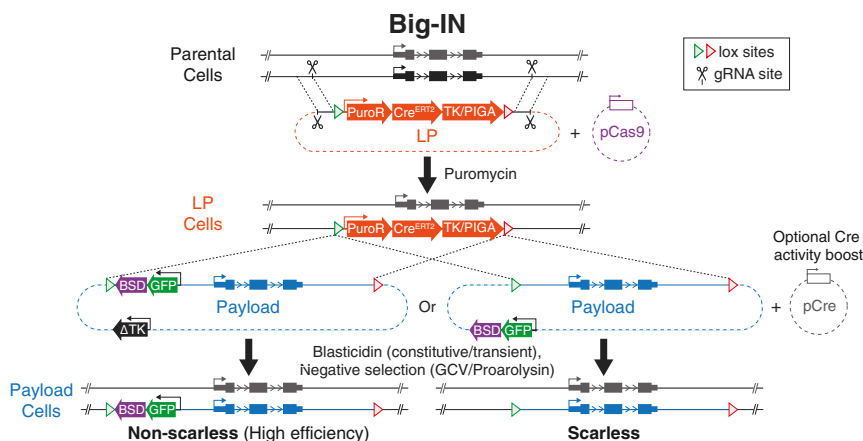 Big-IN
Parental
Cells
lox sites
gRNA site
PuroR
Cre^ERT2
TK/PIGA
LP
+
pCas9
Puromycin
LP
Cells
PuroR
Cre^ERT2
TK/PIGA
Optional Cre
activity boost
BSD
GFP
Payload
ΔTK
Or
Payload
BSD
GFP
+
pCre
Blasticidin (constitutive/transient),
Negative selection (GCV/Proarolysin)
Payload
Cells
BSD
GFP
Non-scarless (High efficiency)
Scarless